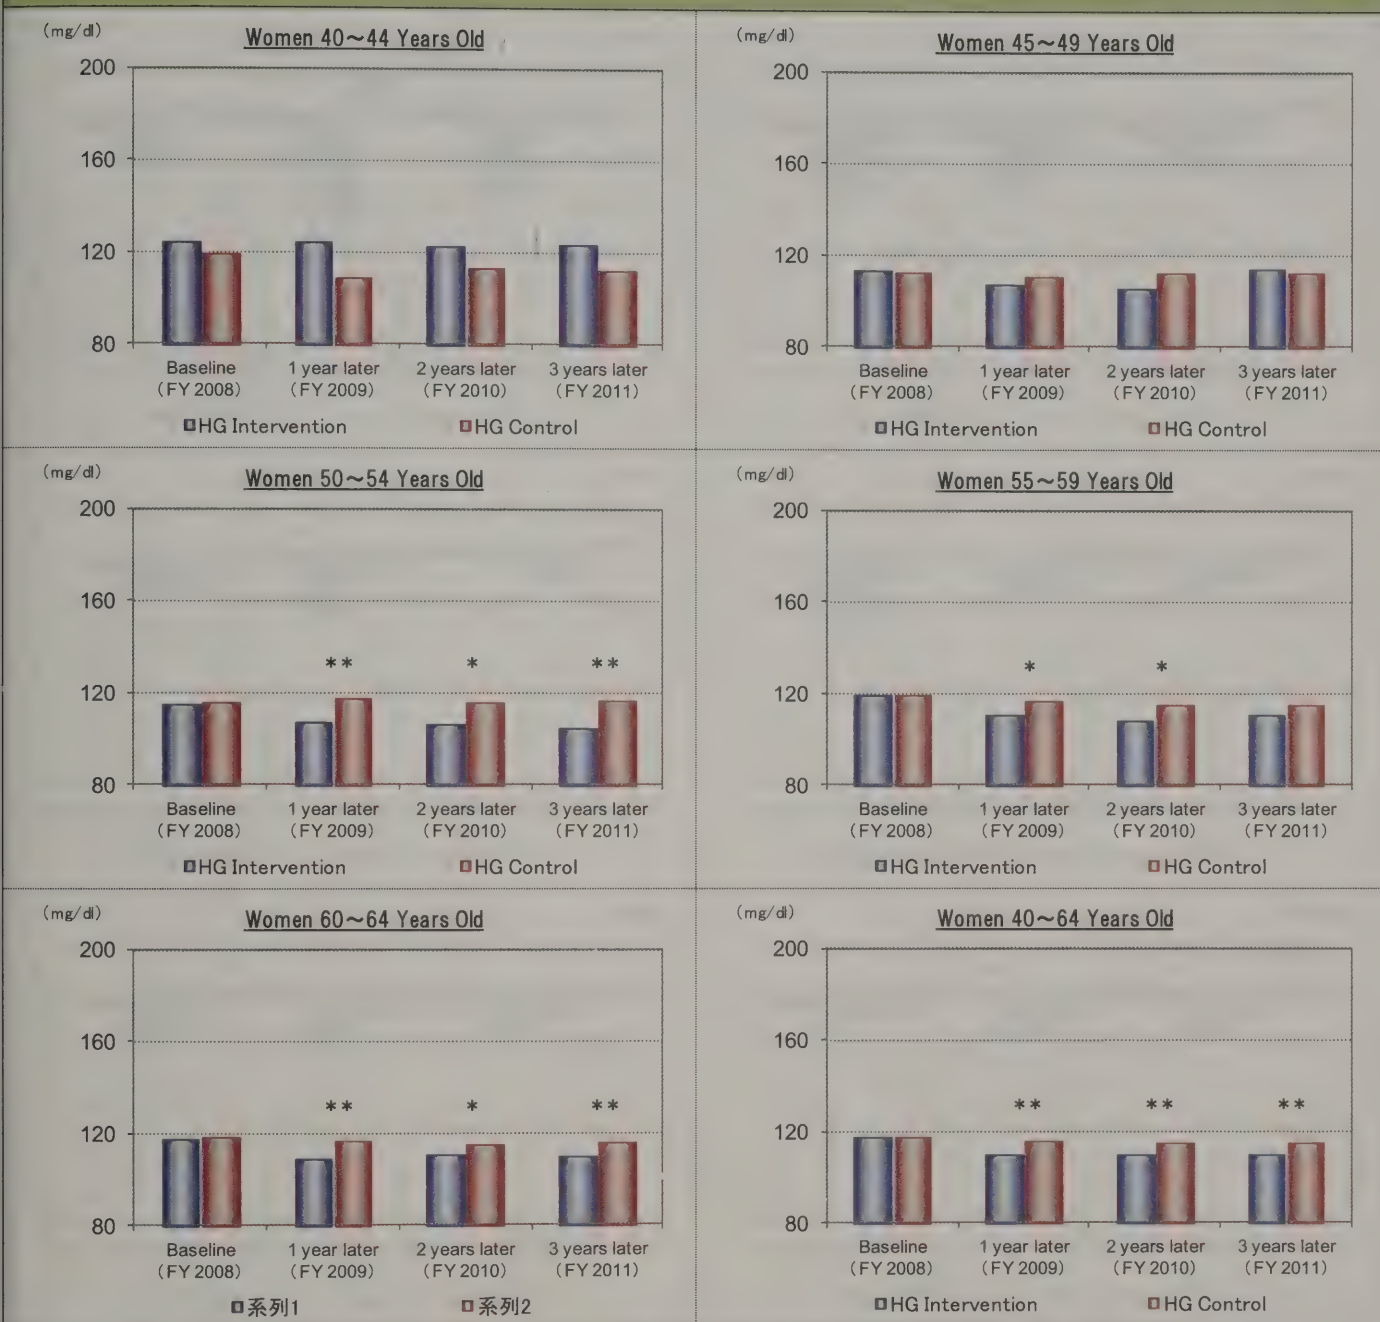 (mg/dl)
Women 40～44 Years Old
200
160
120
80
Baseline 1 year later 2 years later 3 years later
(FY 2008) (FY 2009) (FY 2010) (FY 2011)
HG Intervention HG Control
(mg/dl)
Women 45～49 Years Old
200
160
120
80
Baseline 1 year later 2 years later 3 years later
(FY 2008) (FY 2009) (FY 2010) (FY 2011)
HG Intervention HG Control
(mg/dl)
Women 50～54 Years Old
200
160
** * **
120
80
Baseline 1 year later 2 years later 3 years later
(FY 2008) (FY 2009) (FY 2010) (FY 2011)
HG Intervention HG Control
(mg/dl)
Women 55～59 Years Old
200
160
* *
120
80
Baseline 1 year later 2 years later 3 years later
(FY 2008) (FY 2009) (FY 2010) (FY 2011)
HG Intervention HG Control
(mg/dl)
Women 60～64 Years Old
200
160
** * **
120
80
Baseline 1 year later 2 years later 3 years later
(FY 2008) (FY 2009) (FY 2010) (FY 2011)
系列1 系列2
(mg/dl)
Women 40～64 Years Old
200
160
** ** **
120
80
Baseline 1 year later 2 years later 3 years later
(FY 2008) (FY 2009) (FY 2010) (FY 2011)
HG Intervention HG Control